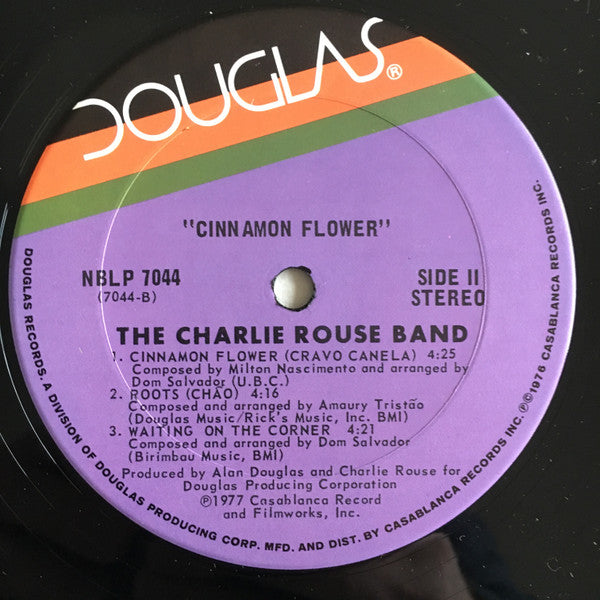 DOUGLAS®
"CINNAMON FLOWER"
NBLP 7044
(7044-B)
SIDE II
STEREO
THE CHARLIE ROUSE BAND
1. CINNAMON FLOWER (CRAVO CANELA) 4:25
Composed by Milton Nascimento and arranged by
Dom Salvador (U.B.C.)
2. ROOTS (CHÃO) 4:16
Composed and arranged by Amaury Tristão
(Douglas Music/Rick's Music, Inc. BMI)
3. WAITING ON THE CORNER 4:21
Composed and arranged by Dom Salvador
(Birimbau Music, BMI)
Produced by Alan Douglas and Charlie Rouse for
Douglas Producing Corporation
℗1977 Casablanca Record
and Filmworks, Inc.
DOUGLAS RECORDS. A DIVISION OF DOUGLAS PRODUCING CORP. MFD. AND DIST. BY CASABLANCA RECORDS INC. ℗©1976 CASABLANCA RECORDS INC.